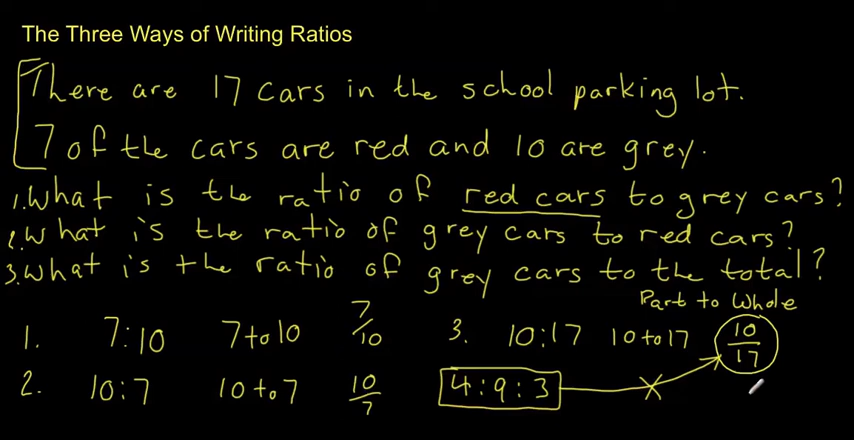 The Three Ways of Writing Ratios
There are 17 cars in the school parking lot.
7 of the cars are red and 10 are grey.
1. What is the ratio of red cars to grey cars?
2. What is the ratio of grey cars to red cars?
3. What is the ratio of grey cars to the total?
Part to Whole
1. 7:10 7 to 10 7/10 3. 10:17 10 to 17 10/17
2. 10:7 10 to 7 10/7 4:9:3